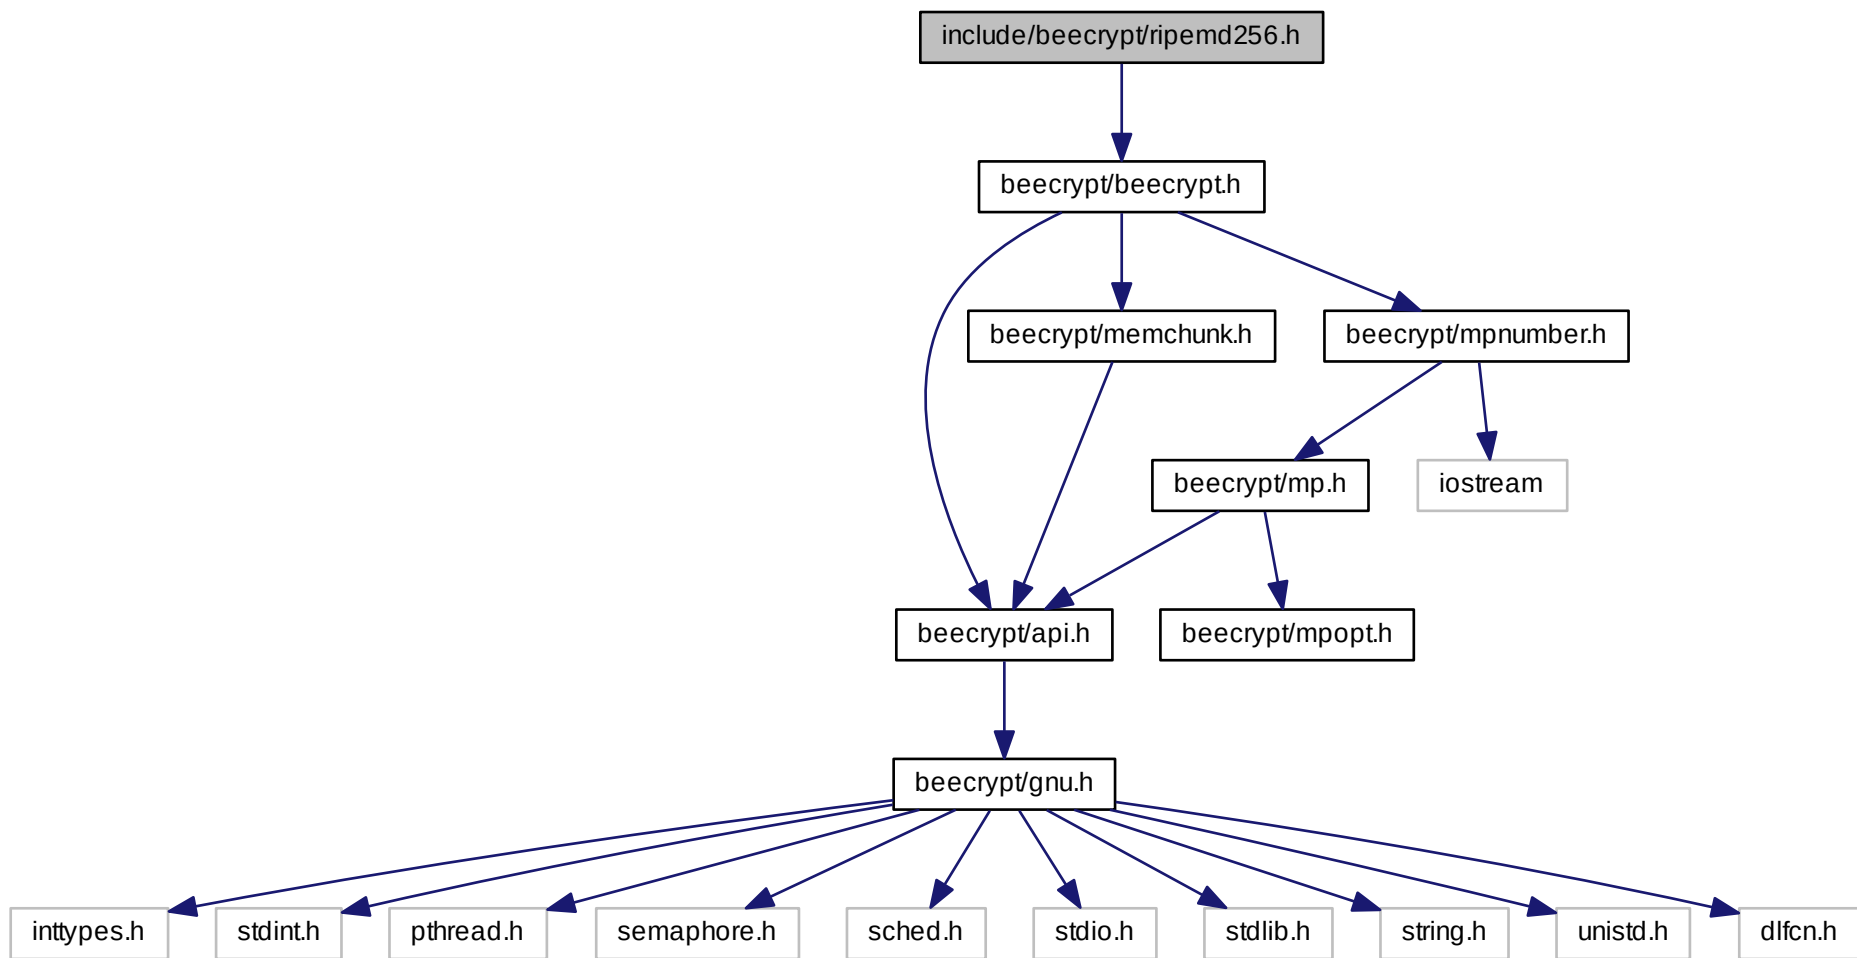 include/beecrypt/ripemd256.h
beecrypt/beecrypt.h
beecrypt/memchunk.h
beecrypt/mpnumber.h
beecrypt/mp.h
iostream
beecrypt/api.h
beecrypt/mpopt.h
beecrypt/gnu.h
inttypes.h
stdint.h
pthread.h
semaphore.h
sched.h
stdio.h
stdlib.h
string.h
unistd.h
dlfcn.h